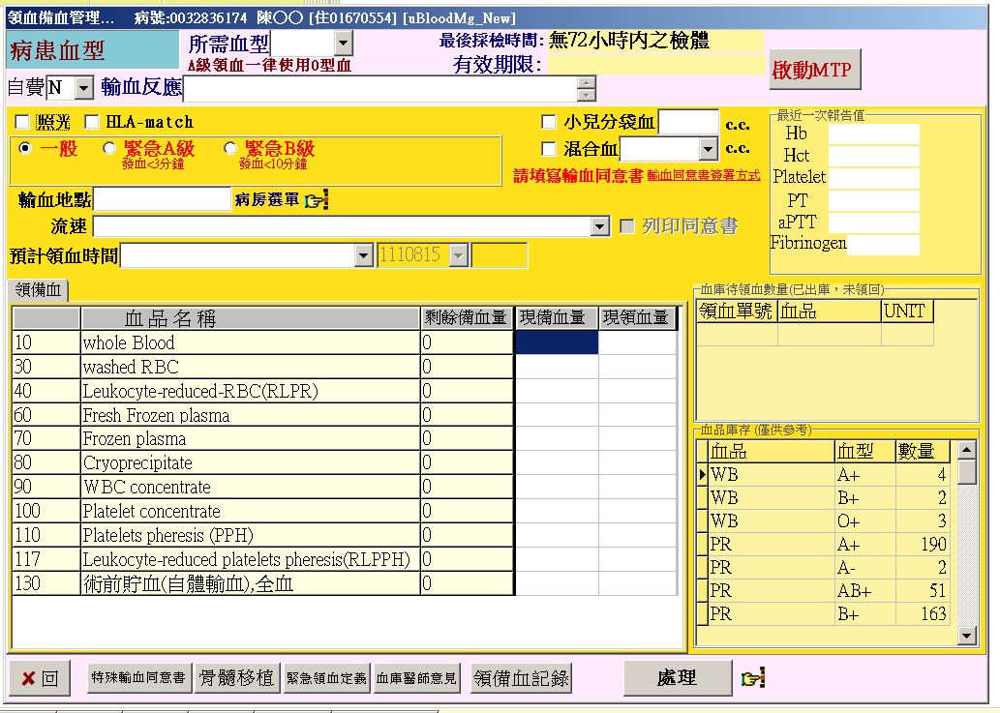 領血備血管理... 病號:0032836174 陳〇〇 [住01670554] [uBloodMg_New]
病患血型 所需血型 最後採檢時間: 無72小時內之檢體
A級領血一律使用O型血 有效期限: 啟動MTP
自費 N 輸血反應
照光 HLA-match 小兒分袋血 c.c.
一般 緊急A級 緊急B級 混合血 c.c.
發血<3分鐘 發血<10分鐘
請填寫輸血同意書 輸血同意書簽署方式
輸血地點 病房選單
流速 列印同意書
預計領血時間 1110815
最近一次報告值
Hb
Hct
Platelet
PT
aPTT
Fibrinogen
領備血
血品名稱 剩餘備血量 現備血量 現領血量
10 whole Blood 0
30 washed RBC 0
40 Leukocyte-reduced-RBC(RLPR) 0
60 Fresh Frozen plasma 0
70 Frozen plasma 0
80 Cryoprecipitate 0
90 WBC concentrate 0
100 Platelet concentrate 0
110 Platelets pheresis (PPH) 0
117 Leukocyte-reduced platelets pheresis(RLPPH) 0
130 術前貯血(自體輸血),全血 0
血庫待領血數量(已出庫，未領回)
領血單號 血品 UNIT
血品庫存 (僅供參考)
血品 血型 數量
WB A+ 4
WB B+ 2
WB O+ 3
PR A+ 190
PR A- 2
PR AB+ 51
PR B+ 163
回 特殊輸血同意書 骨髓移植 緊急領血定義 血庫醫師意見 領備血記錄 處理